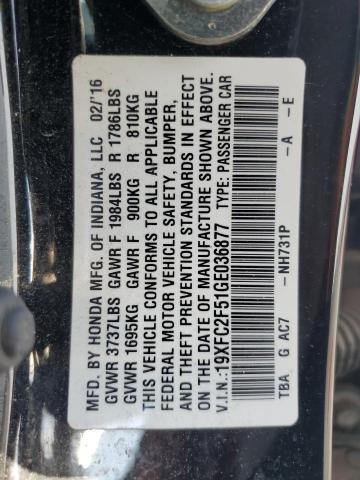 MFD. BY HONDA MFG. OF INDIANA, LLC 02/'16
GVWR 3737LBS GAWR F 1984LBS R 1786LBS
GVWR 1695KG GAWR F 900KG R 810KG
THIS VEHICLE CONFORMS TO ALL APPLICABLE
FEDERAL MOTOR VEHICLE SAFETY, BUMPER,
AND THEFT PREVENTION STANDARDS IN EFFECT
ON THE DATE OF MANUFACTURE SHOWN ABOVE.
V.I.N.:19XFC2F51GE036877 TYPE: PASSENGER CAR
TBA G AC7 -NH731P -A -E